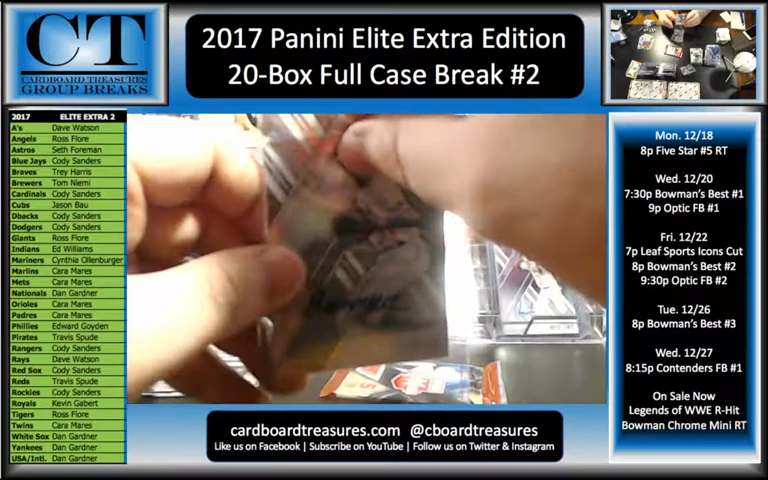 CT
CARDBOARD TREASURES
GROUP BREAKS
2017 Panini Elite Extra Edition
20-Box Full Case Break #2
2017 ELITE EXTRA 2
A's Dave Watson
Angels Ross Flore
Astros Seth Foreman
Blue Jays Cody Sanders
Braves Trey Harris
Brewers Tom Niemi
Cardinals Cody Sanders
Cubs Jason Bau
Dbacks Cody Sanders
Dodgers Cody Sanders
Giants Ross Flore
Indians Ed Williams
Mariners Cynthia Ollenburger
Marlins Cara Mares
Mets Cara Mares
Nationals Dan Gardner
Orioles Cara Mares
Padres Cara Mares
Phillies Edward Goyden
Pirates Travis Spude
Rangers Cody Sanders
Rays Dave Watson
Red Sox Cody Sanders
Reds Travis Spude
Rockies Cody Sanders
Royals Kevin Gabert
Tigers Ross Flore
Twins Cara Mares
White Sox Dan Gardner
Yankees Dan Gardner
USA/Intl. Dan Gardner
Mon. 12/18
8p Five Star #5 RT
Wed. 12/20
7:30p Bowman's Best #1
9p Optic FB #1
Fri. 12/22
7p Leaf Sports Icons Cut
8p Bowman's Best #2
9:30p Optic FB #2
Tue. 12/26
8p Bowman's Best #3
Wed. 12/27
8:15p Contenders FB #1
On Sale Now
Legends of WWE R-Hit
Bowman Chrome Mini RT
cardboardtreasures.com @cboardtreasures
Like us on Facebook | Subscribe on YouTube | Follow us on Twitter & Instagram